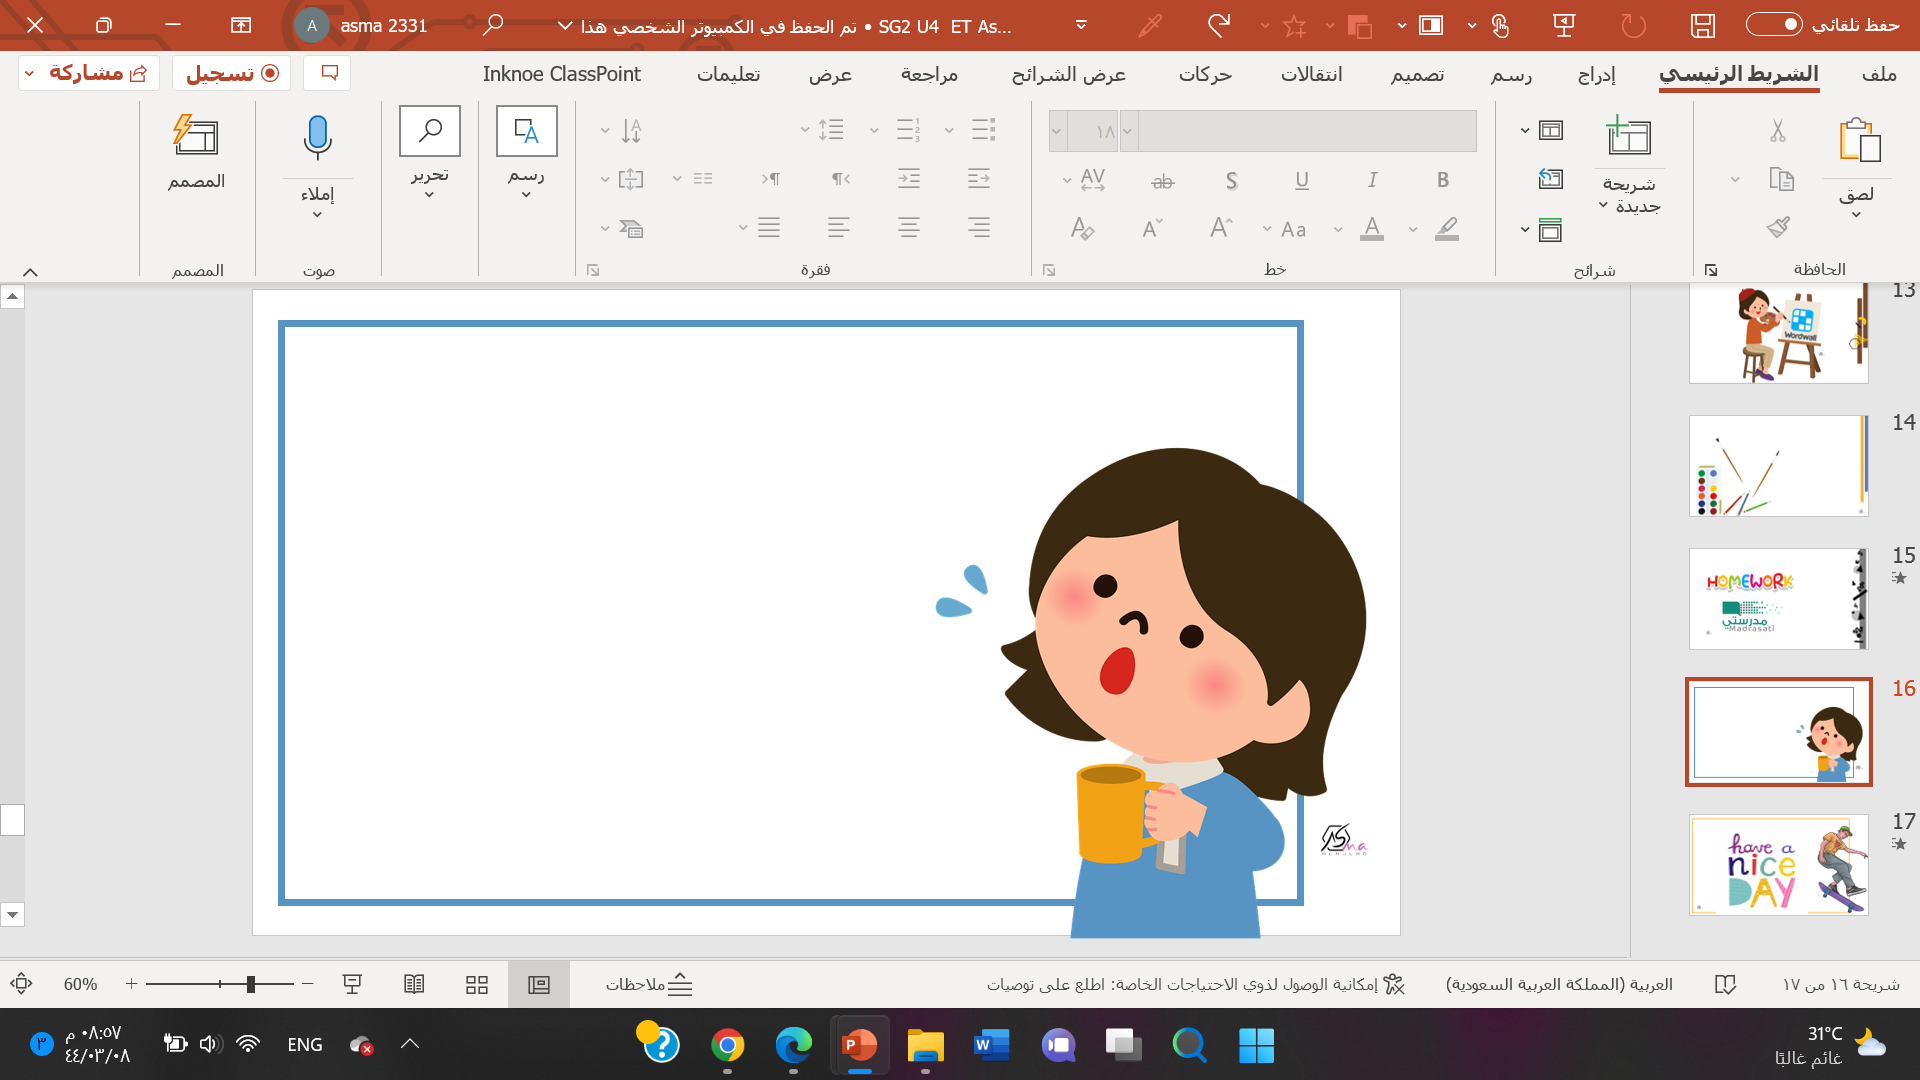 حفظ تلقائي
SG2 U4  ET As... • تم الحفظ في الكمبيوتر الشخصي هذا
asma 2331
A
ملف
الشريط الرئيسي
إدراج
رسم
تصميم
انتقالات
حركات
عرض الشرائح
مراجعة
عرض
تعليمات
Inknoe ClassPoint
تسجيل
مشاركة
لصق
الحافظة
شريحة
جديدة
شرائح
١٨
خط
فقرة
رسم
تحرير
إملاء
صوت
المصمم
المصمم
13
Wordwall
14
15
HOMEWORK
مدرستي
Madrasati
16
17
have a
nice
DAY
ASma
شريحة ١٦ من ١٧
العربية (المملكة العربية السعودية)
إمكانية الوصول لذوي الاحتياجات الخاصة: اطلع على توصيات
ملاحظات
60%
31°C
غائم غالبًا
ENG
٠٨:٥٧ م
٤٤/٠٣/٠٨
٣